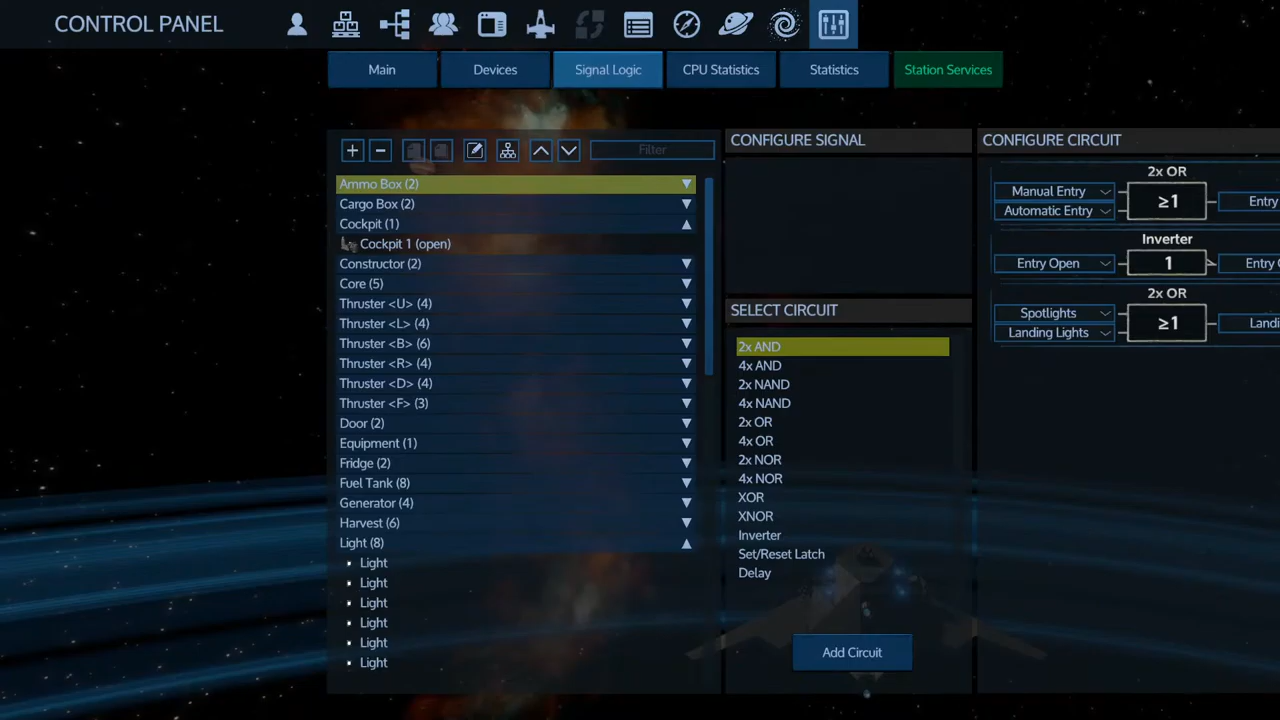 CONTROL PANEL
Main
Devices
Signal Logic
CPU Statistics
Statistics
Station Services
Filter
Ammo Box (2)
Cargo Box (2)
Cockpit (1)
Cockpit 1 (open)
Constructor (2)
Core (5)
Thruster <U> (4)
Thruster <L> (4)
Thruster <B> (6)
Thruster <R> (4)
Thruster <D> (4)
Thruster <F> (3)
Door (2)
Equipment (1)
Fridge (2)
Fuel Tank (8)
Generator (4)
Harvest (6)
Light (8)
Light
Light
Light
Light
Light
Light
CONFIGURE SIGNAL
SELECT CIRCUIT
2x AND
4x AND
2x NAND
4x NAND
2x OR
4x OR
2x NOR
4x NOR
XOR
XNOR
Inverter
Set/Reset Latch
Delay
Add Circuit
CONFIGURE CIRCUIT
2x OR
Manual Entry
Automatic Entry
≥1
Entry
Inverter
Entry Open
1
Entry
2x OR
Spotlights
Landing Lights
≥1
Landi